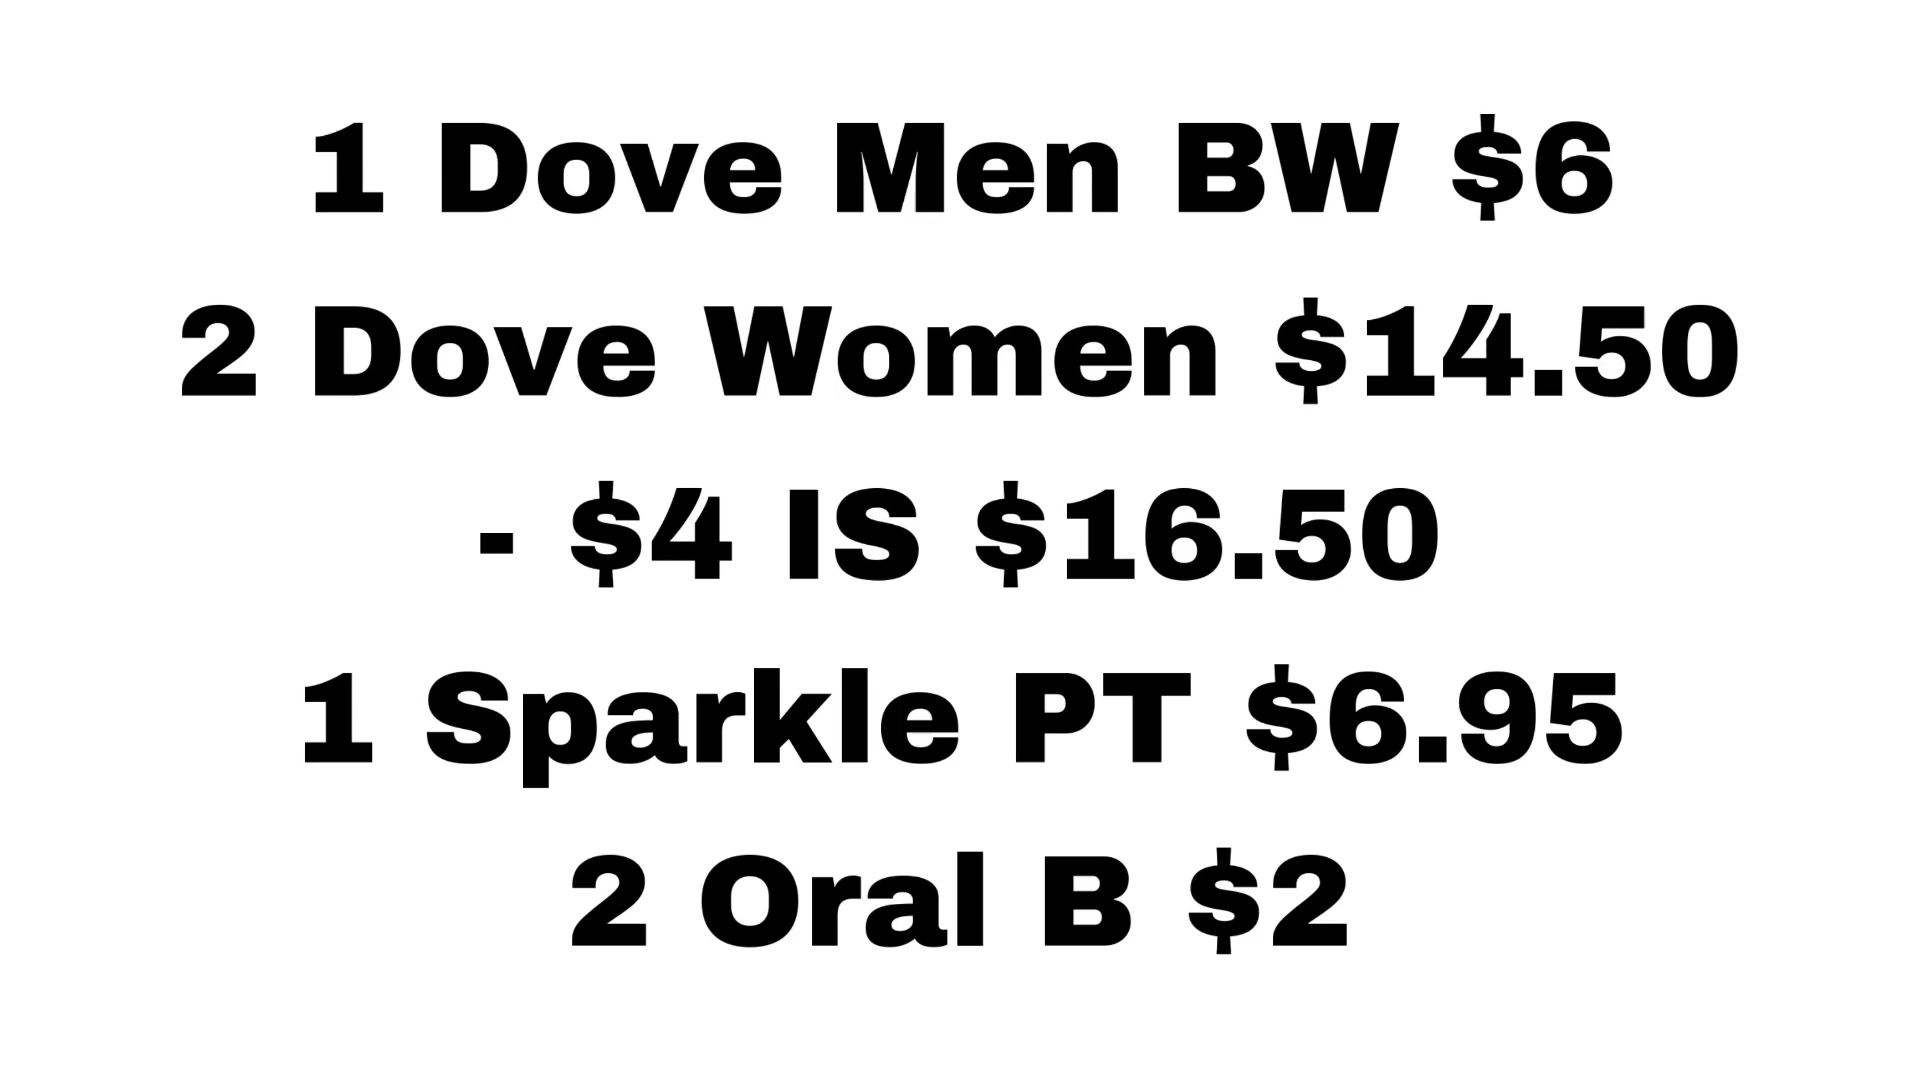 1 Dove Men BW $6
2 Dove Women $14.50
- $4 IS $16.50
1 Sparkle PT $6.95
2 Oral B $2